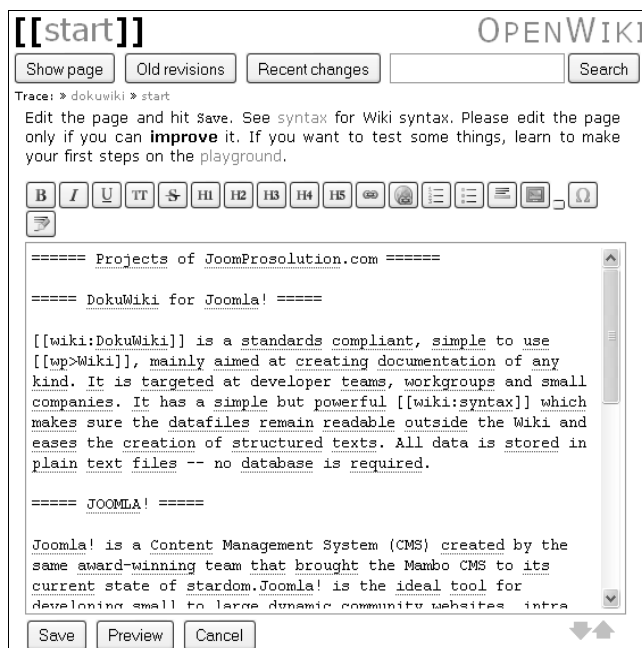 [[start]] OPENWIKI
Show page Old revisions Recent changes Search
Trace: » dokuwiki » start
Edit the page and hit Save. See syntax for Wiki syntax. Please edit the page
only if you can improve it. If you want to test some things, learn to make
your first steps on the playground.
B I U TT S H1 H2 H3 H4 H5 Ω
====== Projects of JoomProsolution.com ======
===== DokuWiki for Joomla! =====
[[wiki:DokuWiki]] is a standards compliant, simple to use
[[wp>Wiki]], mainly aimed at creating documentation of any
kind. It is targeted at developer teams, workgroups and small
companies. It has a simple but powerful [[wiki:syntax]] which
makes sure the datafiles remain readable outside the Wiki and
eases the creation of structured texts. All data is stored in
plain text files -- no database is required.
===== JOOMLA! =====
Joomla! is a Content Management System (CMS) created by the
same award-winning team that brought the Mambo CMS to its
current state of stardom.Joomla! is the ideal tool for
developing small to large dynamic community websites, intra
Save Preview Cancel